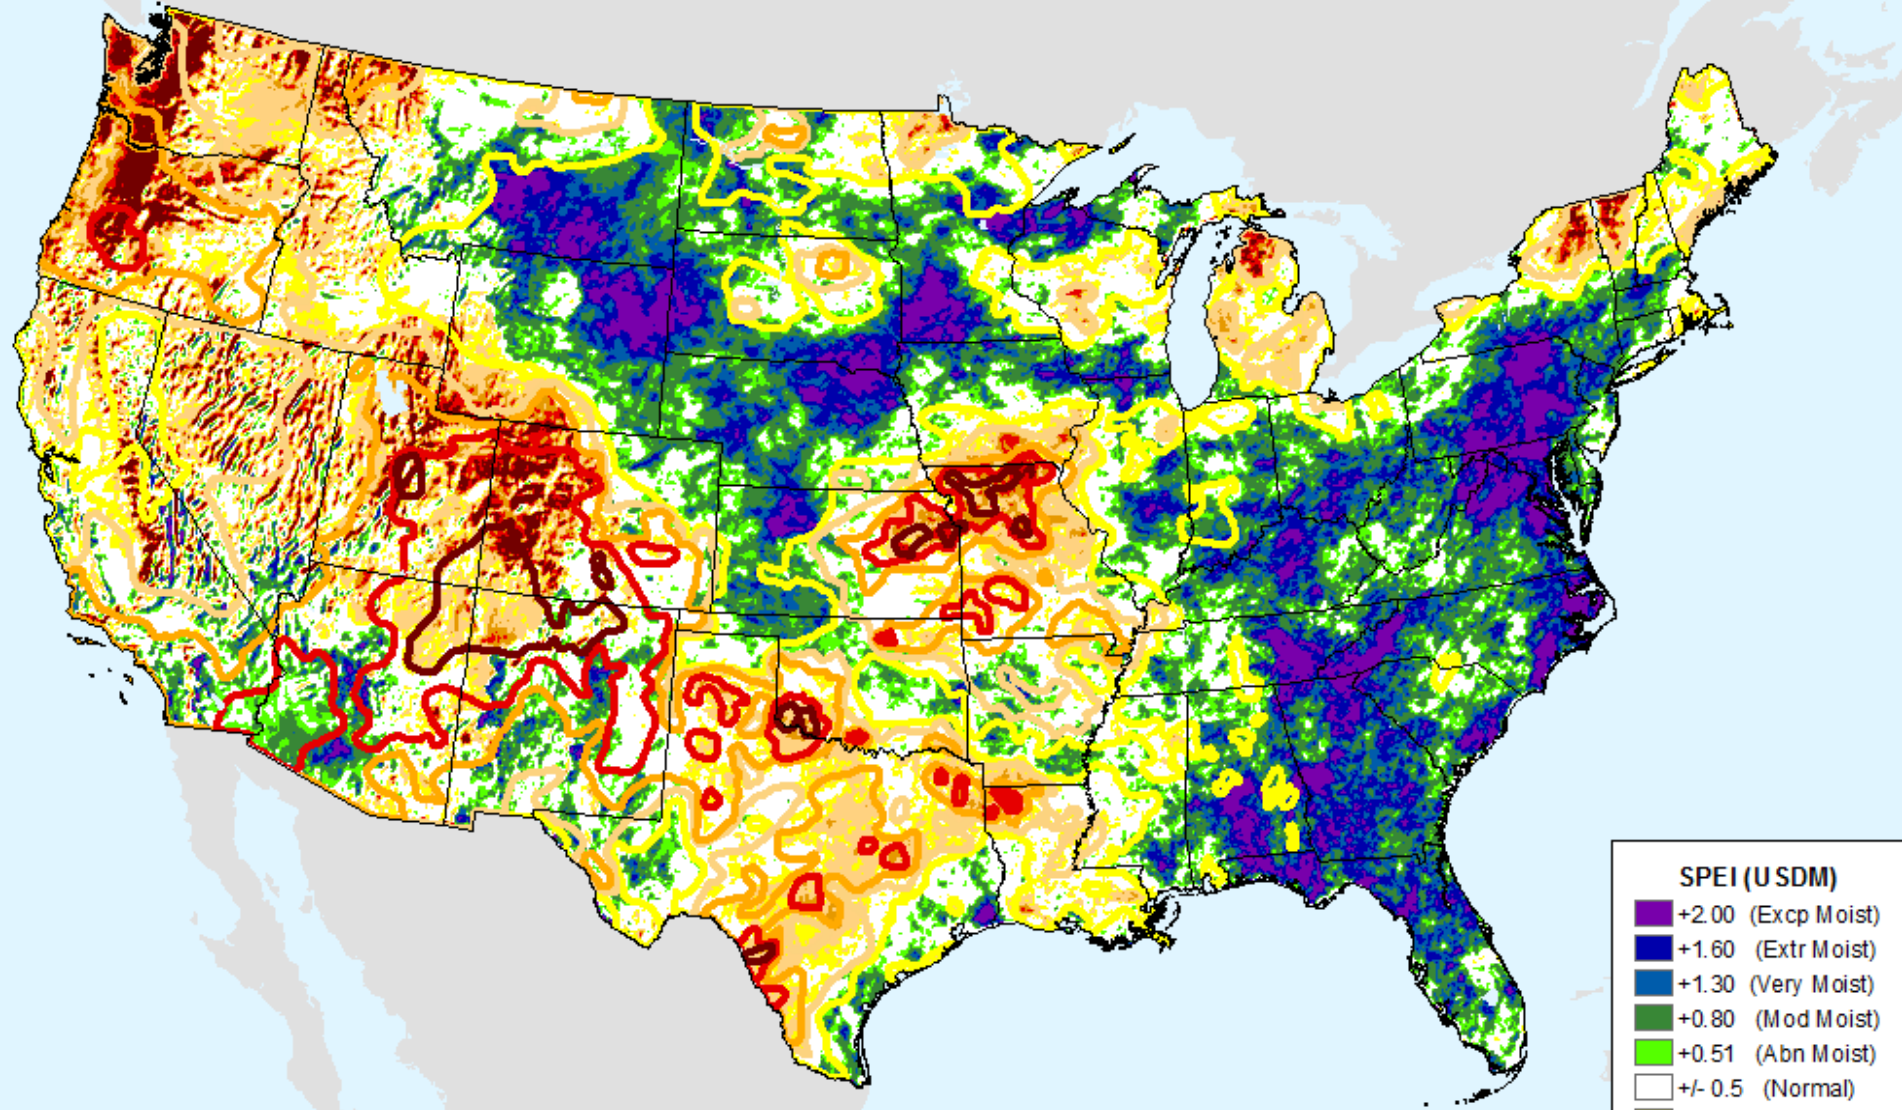 SPEI (USDM)
+2.00 (Excp Moist)
+1.60 (Extr Moist)
+1.30 (Very Moist)
+0.80 (Mod Moist)
+0.51 (Abn Moist)
+/- 0.5 (Normal)